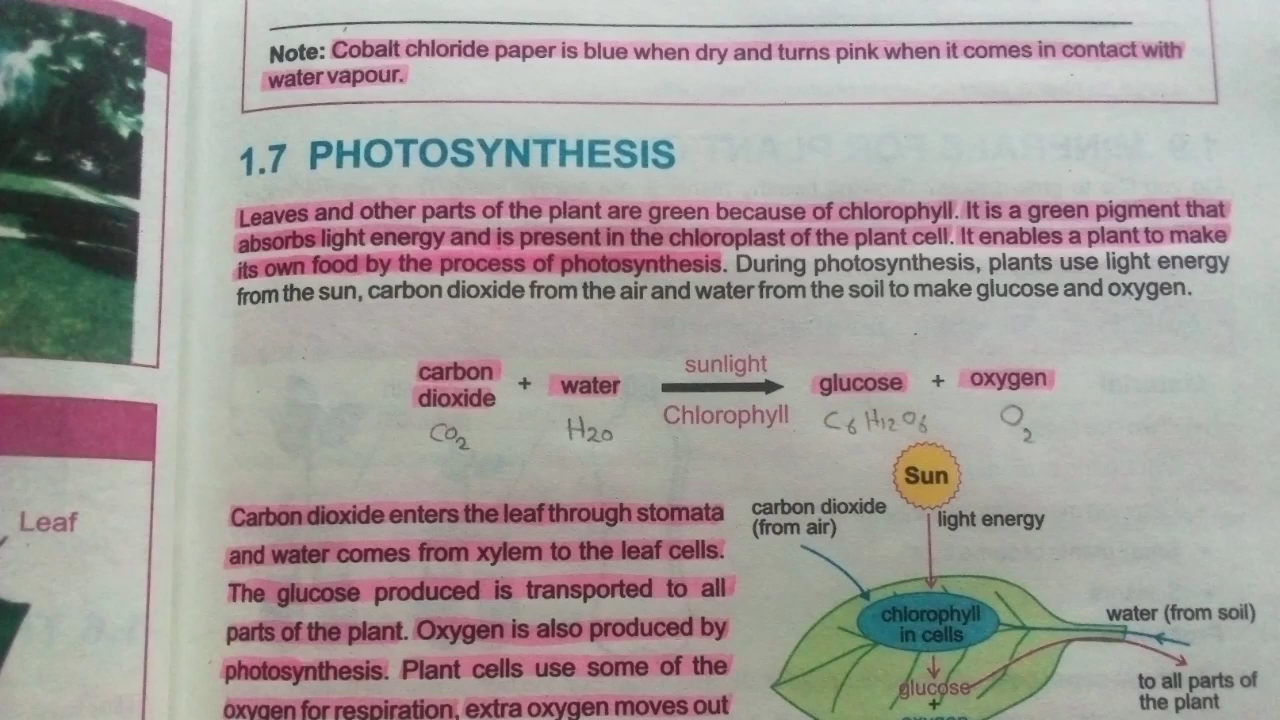 Note: Cobalt chloride paper is blue when dry and turns pink when it comes in contact with
water vapour.
1.7 PHOTOSYNTHESIS
Leaves and other parts of the plant are green because of chlorophyll. It is a green pigment that
absorbs light energy and is present in the chloroplast of the plant cell. It enables a plant to make
its own food by the process of photosynthesis. During photosynthesis, plants use light energy
from the sun, carbon dioxide from the air and water from the soil to make glucose and oxygen.
carbon
dioxide + water sunlight Chlorophyll glucose + oxygen
CO2 H2O C6H12O6 O2
Leaf
Carbon dioxide enters the leaf through stomata
and water comes from xylem to the leaf cells.
The glucose produced is transported to all
parts of the plant. Oxygen is also produced by
photosynthesis. Plant cells use some of the
oxygen for respiration, extra oxygen moves out
Sun
carbon dioxide
(from air)
light energy
chlorophyll
in cells
water (from soil)
glucose
+
to all parts of
the plant